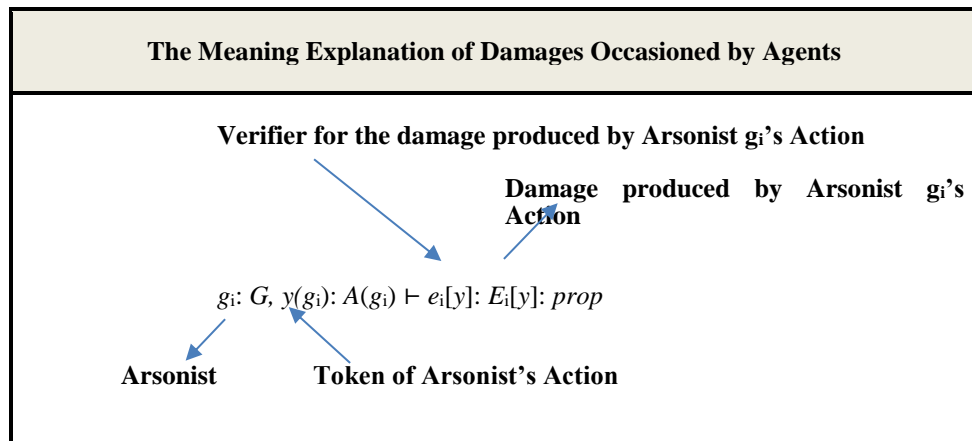 The Meaning Explanation of Damages Occasioned by Agents
Verifier for the damage produced by Arsonist gᵢ’s Action
Damage produced by Arsonist gᵢ’s
Action
gᵢ: G, y(gᵢ): A(gᵢ) ⊢ eᵢ[y]: Eᵢ[y]: prop
Arsonist Token of Arsonist’s Action